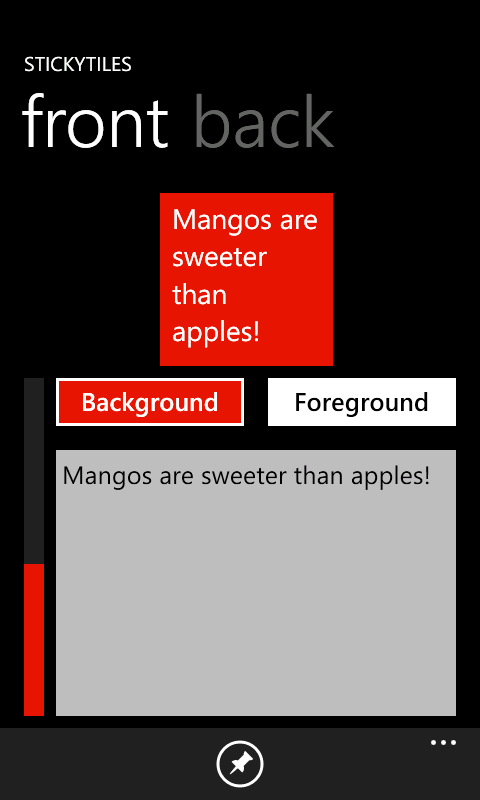 STICKYTILES
front back
Mangos are
sweeter
than
apples!
Background Foreground
Mangos are sweeter than apples!